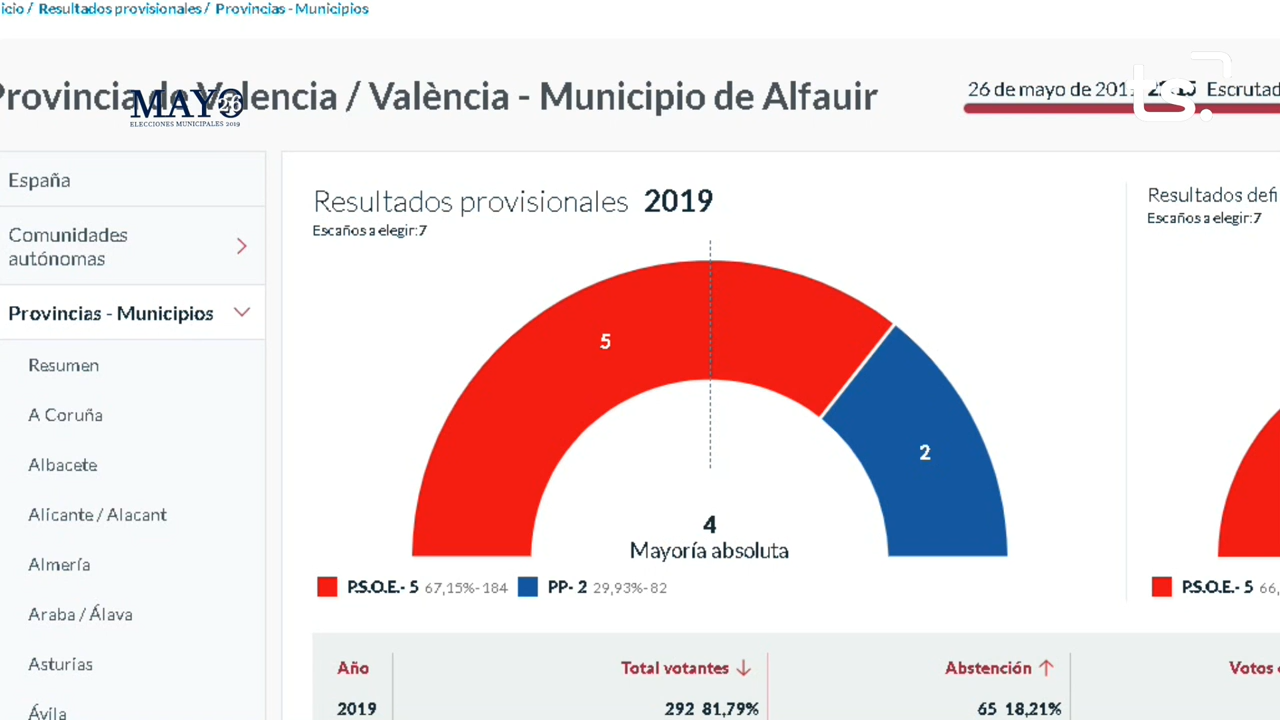 icio / Resultados provisionales / Provincias - Municipios
Provincia de Valencia / València - Municipio de Alfauir
MAYO 26
ELECCIONES MUNICIPALES 2019
26 de mayo de 201
Escrutad
ts.
España
Comunidades
autónomas
Provincias - Municipios
Resumen
A Coruña
Albacete
Alicante / Alacant
Almería
Araba / Álava
Asturias
Ávila
Resultados provisionales 2019
Escaños a elegir:7
5
2
4
Mayoría absoluta
P.S.O.E.- 5 67,15%-184 PP- 2 29,93%-82
Resultados defi
Escaños a elegir:7
P.S.O.E.- 5 66,
Año Total votantes Abstención Votos
2019 292 81,79% 65 18,21%